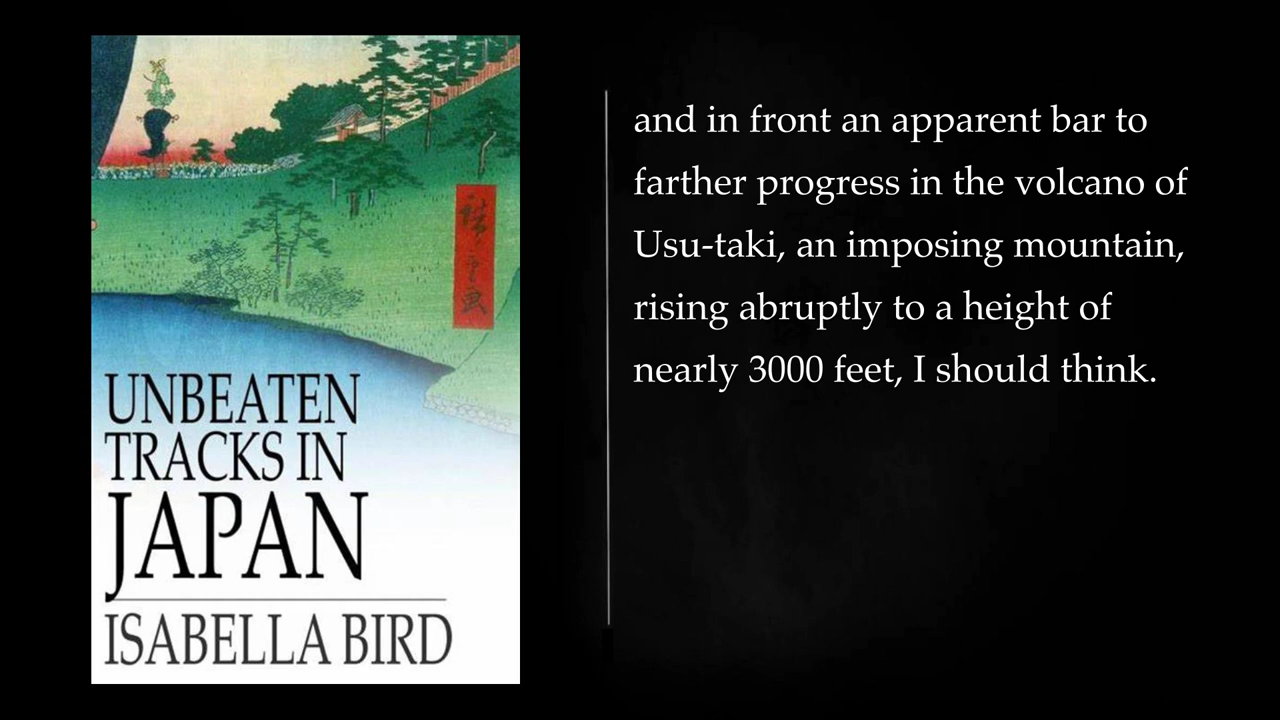 UNBEATEN
TRACKS IN
JAPAN
ISABELLA BIRD
and in front an apparent bar to
farther progress in the volcano of
Usu-taki, an imposing mountain,
rising abruptly to a height of
nearly 3000 feet, I should think.